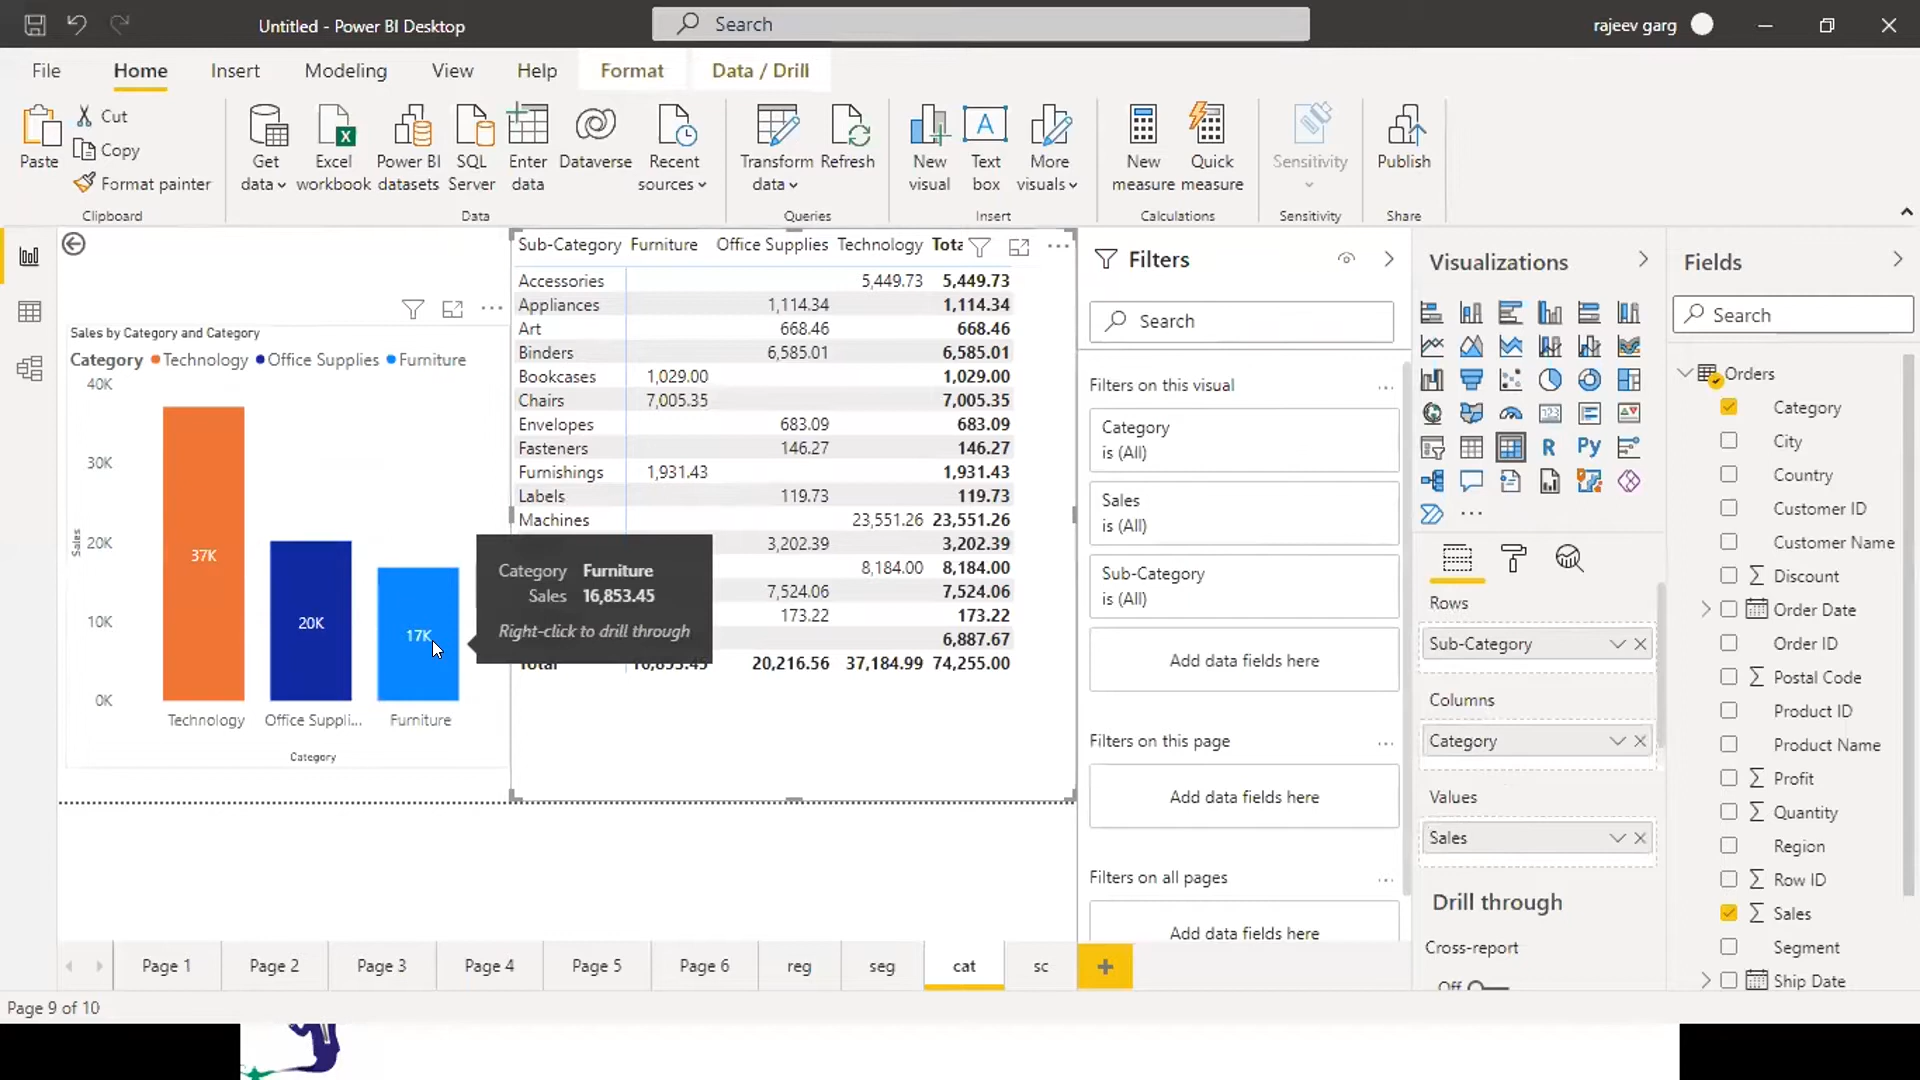 Untitled - Power BI Desktop
Search
rajeev garg
File Home Insert Modeling View Help Format Data / Drill
Paste
Cut
Copy
Format painter
Clipboard
Get data
Excel workbook
Power BI datasets
SQL Server
Enter data
Dataverse
Recent sources
Data
Transform data
Refresh
Queries
New visual
Text box
More visuals
Insert
New measure
Quick measure
Calculations
Sensitivity
Sensitivity
Publish
Share
Sales by Category and Category
Category Technology Office Supplies Furniture
40K
30K
20K
10K
0K
Sales
37K
20K
17K
Technology Office Suppli... Furniture
Category
Sub-Category Furniture Office Supplies Technology Tota
Accessories 5,449.73 5,449.73
Appliances 1,114.34 1,114.34
Art 668.46 668.46
Binders 6,585.01 6,585.01
Bookcases 1,029.00 1,029.00
Chairs 7,005.35 7,005.35
Envelopes 683.09 683.09
Fasteners 146.27 146.27
Furnishings 1,931.43 1,931.43
Labels 119.73 119.73
Machines 23,551.26 23,551.26
3,202.39 3,202.39
8,184.00 8,184.00
7,524.06 7,524.06
173.22 173.22
6,887.67
Total 16,853.45 20,216.56 37,184.99 74,255.00
Category Furniture
Sales 16,853.45
Right-click to drill through
Filters
Search
Filters on this visual ...
Category
is (All)
Sales
is (All)
Sub-Category
is (All)
Add data fields here
Filters on this page ...
Add data fields here
Filters on all pages ...
Add data fields here
Visualizations
R Py
123
...
Rows
Sub-Category
Columns
Category
Values
Sales
Drill through
Cross-report
Off
Fields
Search
Orders
Category
City
Country
Customer ID
Customer Name
Discount
Order Date
Order ID
Postal Code
Product ID
Product Name
Profit
Quantity
Region
Row ID
Sales
Segment
Ship Date
Page 1 Page 2 Page 3 Page 4 Page 5 Page 6 reg seg cat sc +
Page 9 of 10